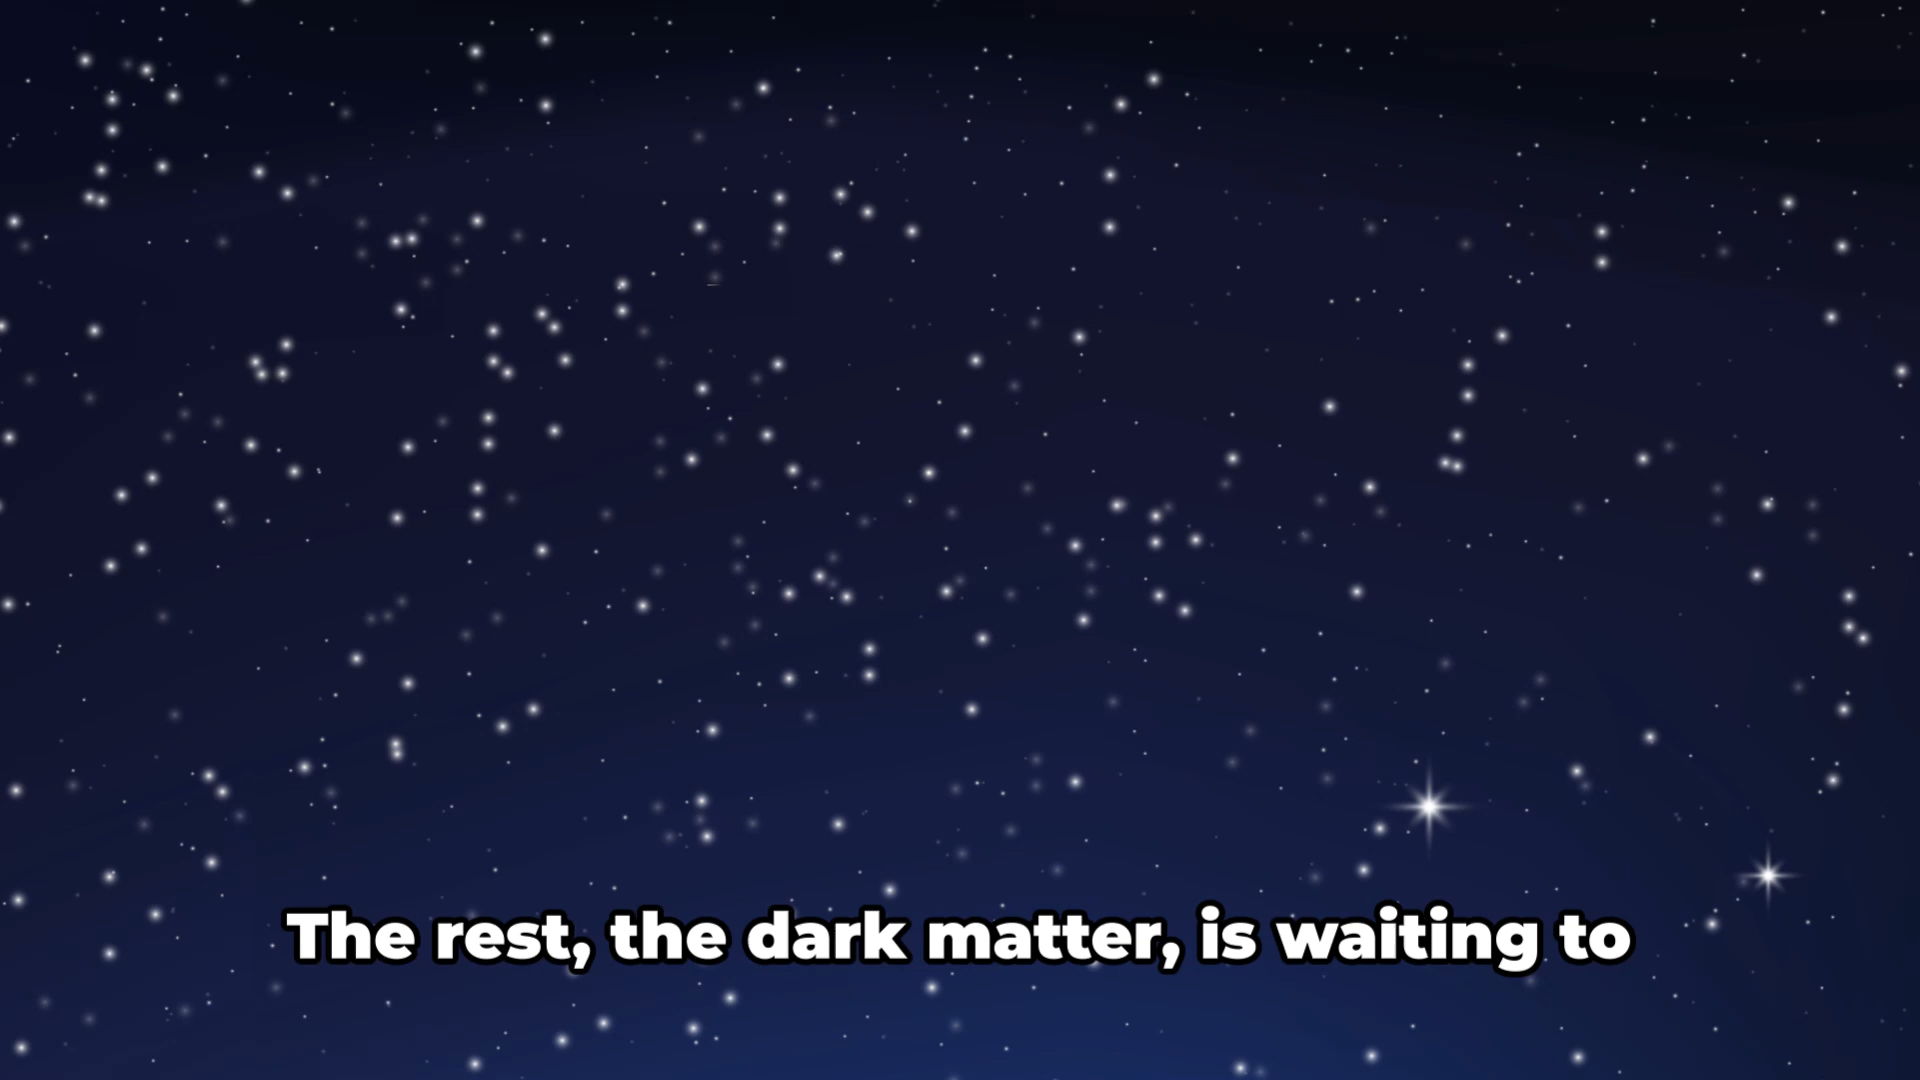 The rest, the dark matter, is waiting to